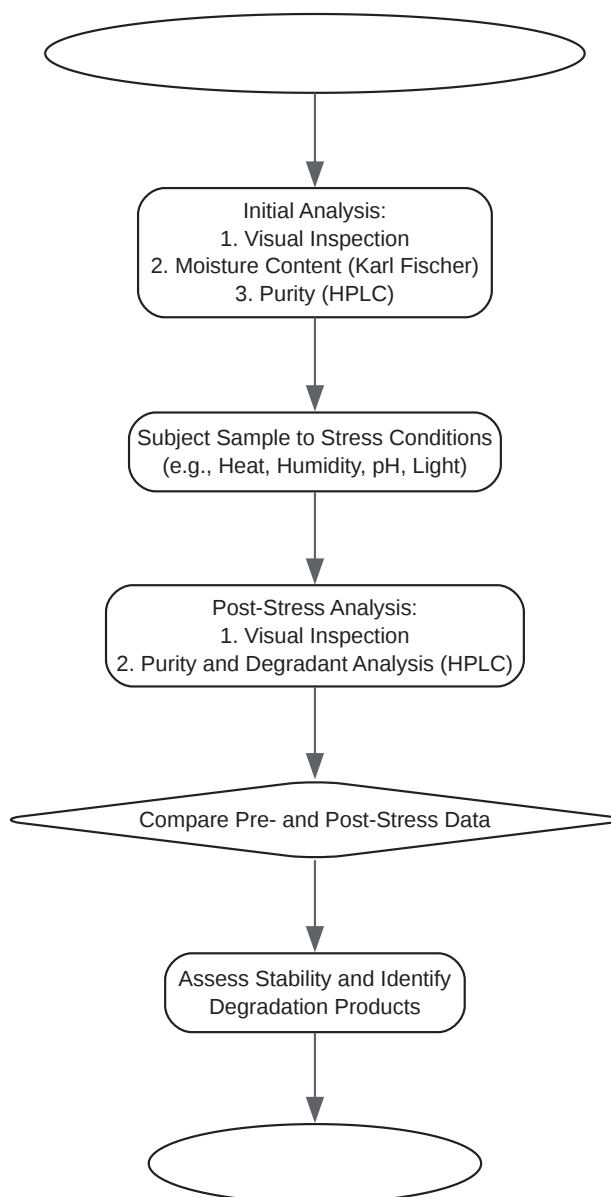 Initial Analysis:
1. Visual Inspection
2. Moisture Content (Karl Fischer)
3. Purity (HPLC)
Subject Sample to Stress Conditions
(e.g., Heat, Humidity, pH, Light)
Post-Stress Analysis:
1. Visual Inspection
2. Purity and Degradant Analysis (HPLC)
Compare Pre- and Post-Stress Data
Assess Stability and Identify
Degradation Products